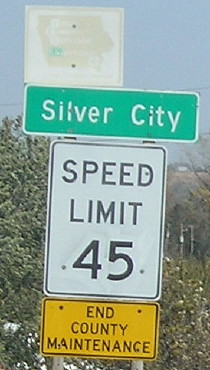 Silver City
SPEED
LIMIT
45
END
COUNTY
MAINTENANCE